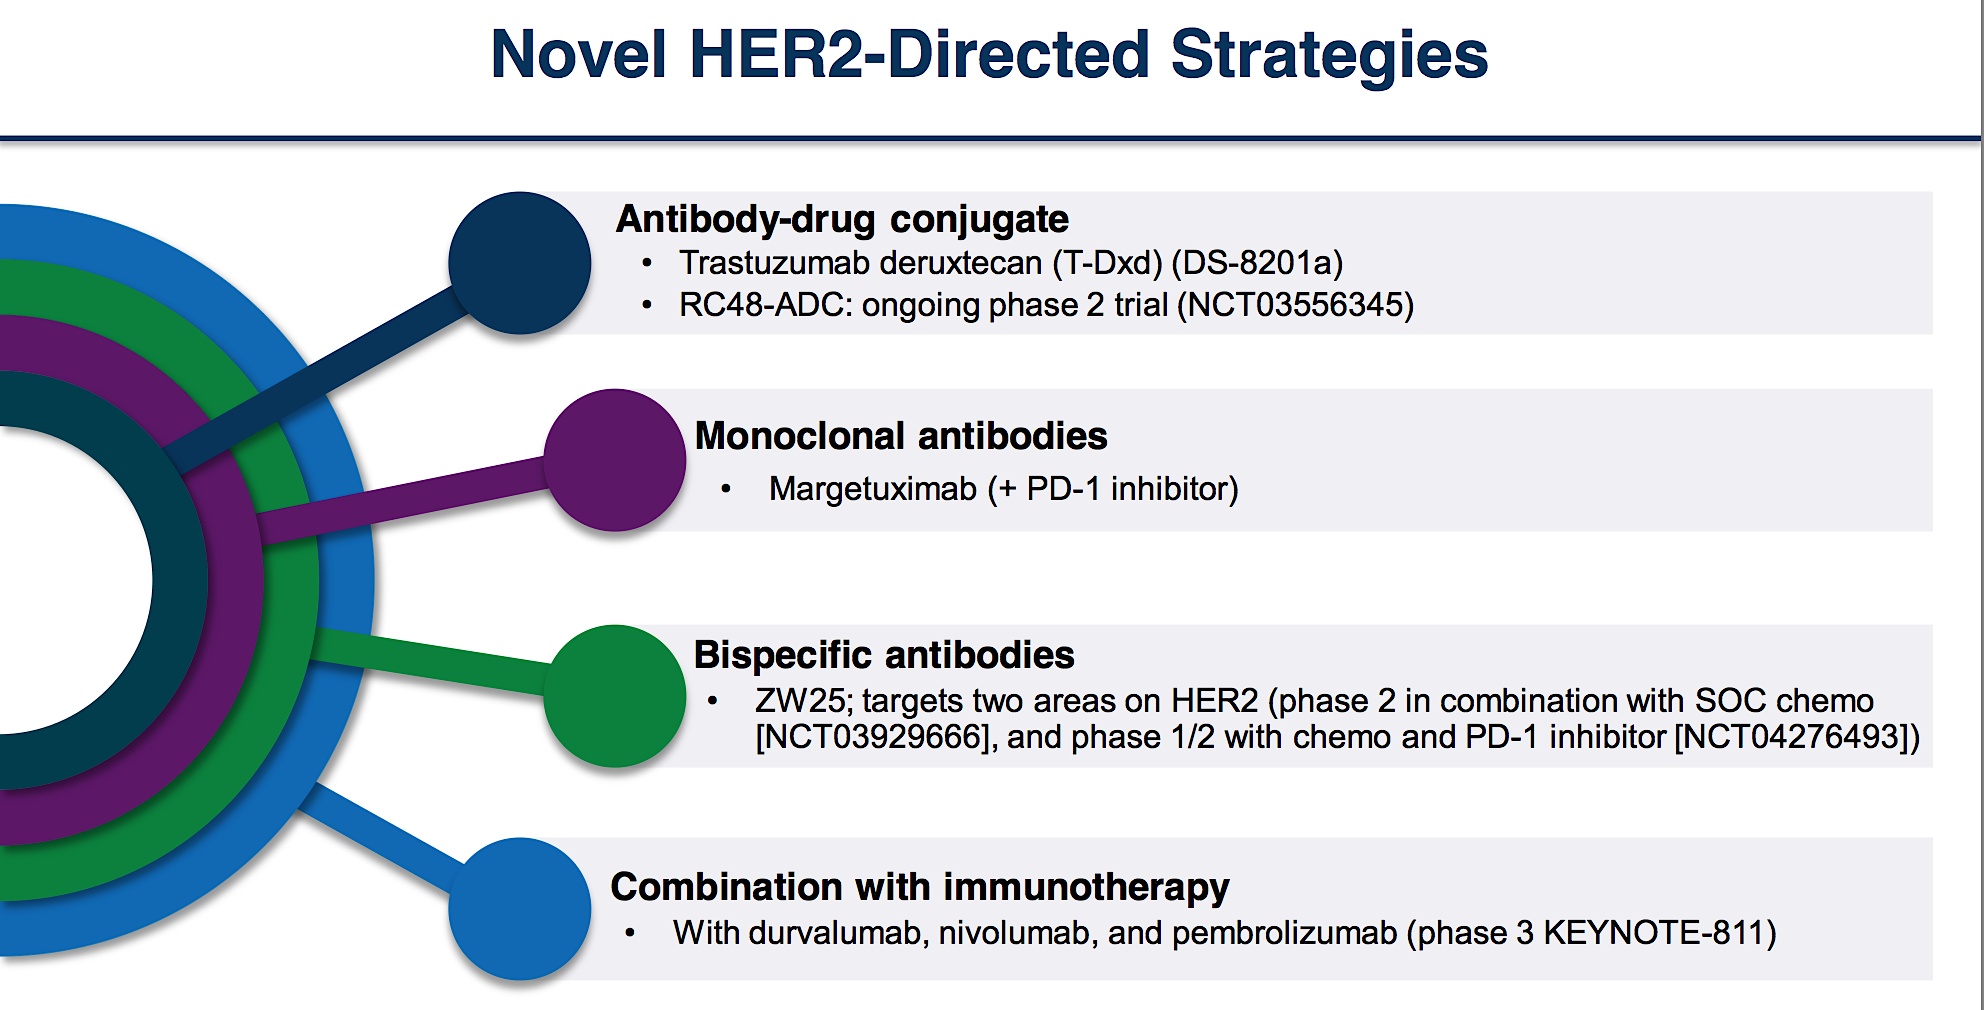 Novel HER2-Directed Strategies
Antibody-drug conjugate
• Trastuzumab deruxtecan (T-Dxd) (DS-8201a)
• RC48-ADC: ongoing phase 2 trial (NCT03556345)
Monoclonal antibodies
• Margetuximab (+ PD-1 inhibitor)
Bispecific antibodies
• ZW25; targets two areas on HER2 (phase 2 in combination with SOC chemo
[NCT03929666], and phase 1/2 with chemo and PD-1 inhibitor [NCT04276493])
Combination with immunotherapy
• With durvalumab, nivolumab, and pembrolizumab (phase 3 KEYNOTE-811)